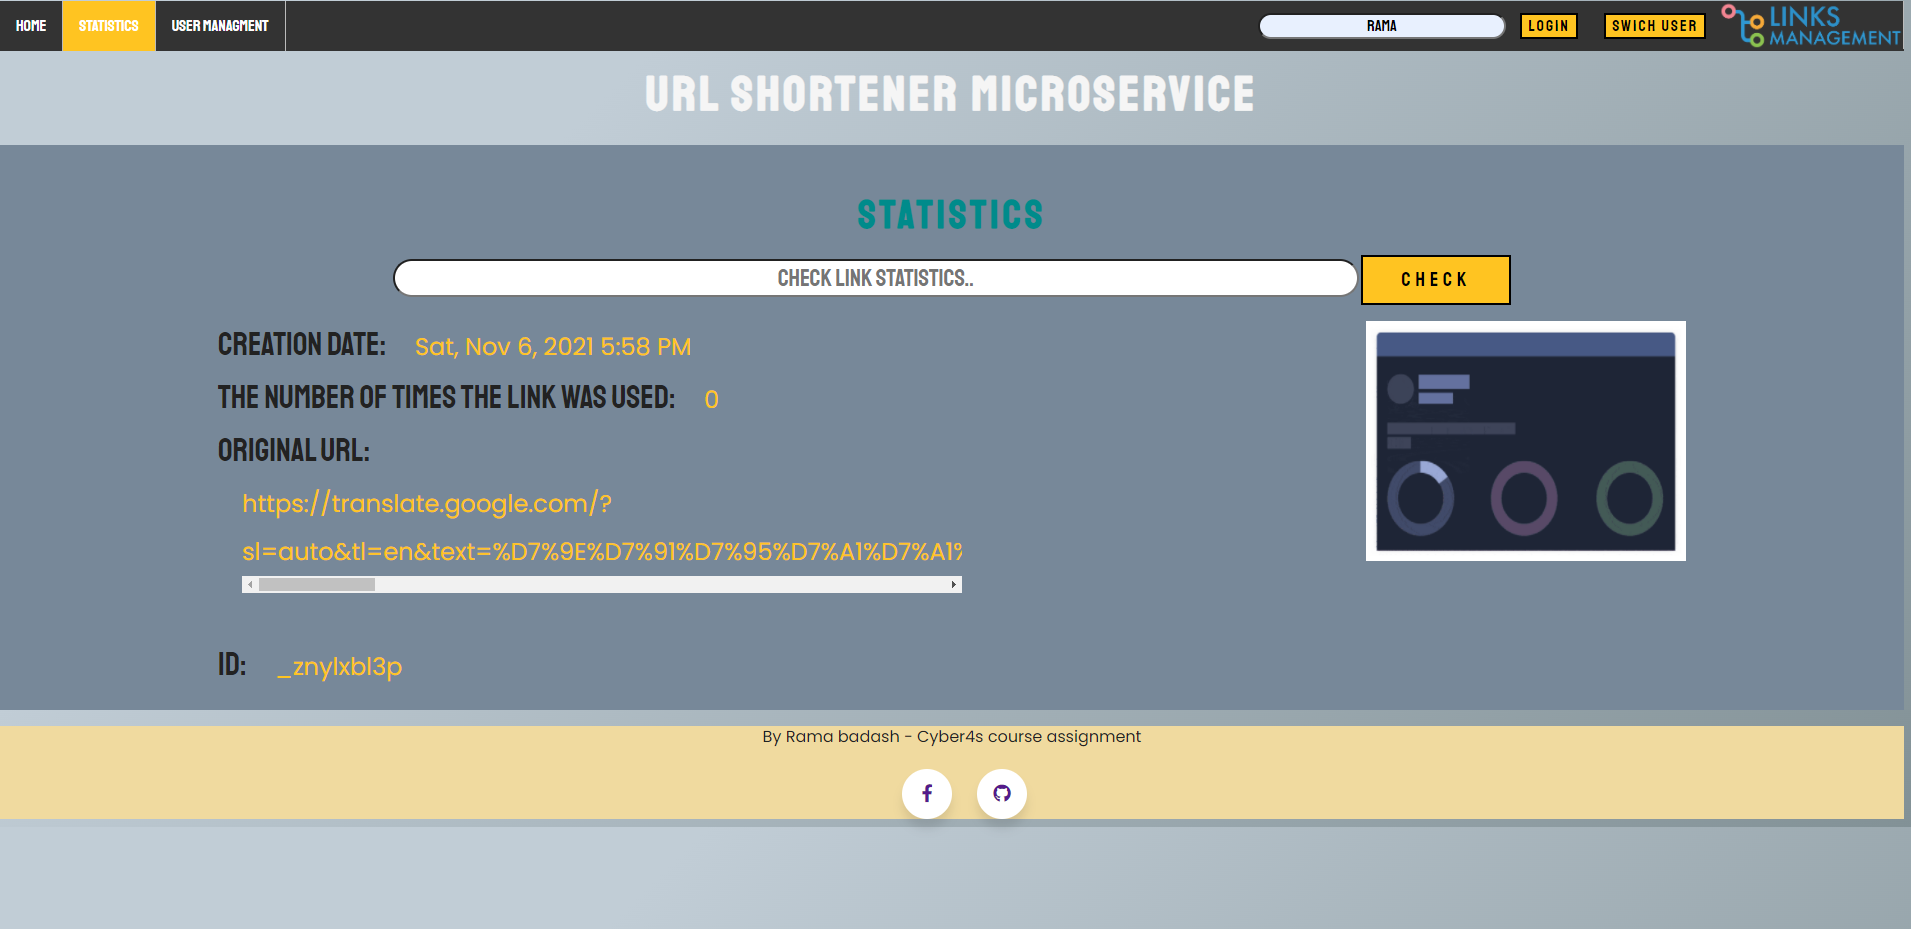 HOME STATISTICS USER MANAGMENT RAMA LOGIN SWICH USER LINKS
MANAGEMENT
URL SHORTENER MICROSERVICE
STATISTICS
CHECK LINK STATISTICS.. CHECK
CREATION DATE: Sat, Nov 6, 2021 5:58 PM
THE NUMBER OF TIMES THE LINK WAS USED: 0
ORIGINAL URL:
https://translate.google.com/?
sl=auto&tl=en&text=%D7%9E%D7%91%D7%95%D7%A1%D7%A1%
ID: _znylxbl3p
By Rama badash - Cyber4s course assignment